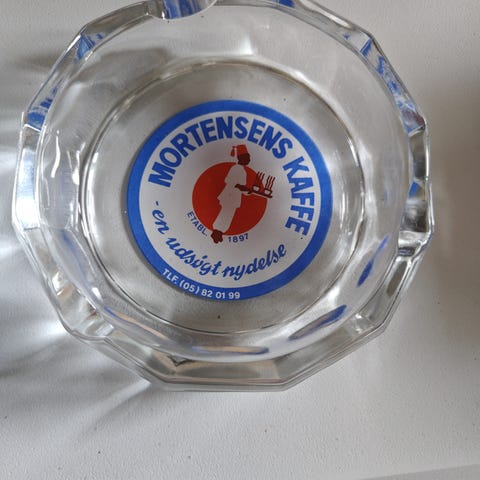 MORTENSENS KAFFE
ETABL. 1897
- en udsøgt nydelse
TLF. (05) 82 01 99